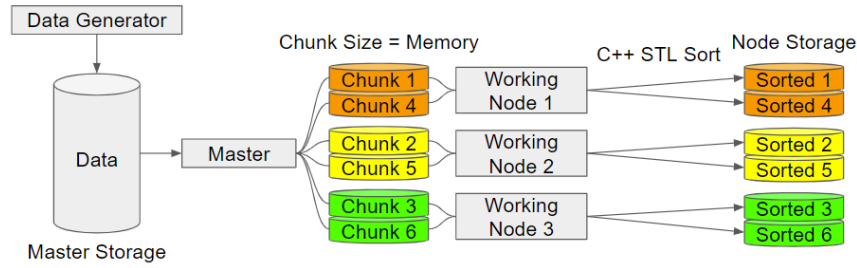 Data Generator
Chunk Size = Memory
C++ STL Sort
Node Storage
Data
Master Storage
Master
Chunk 1
Chunk 4
Chunk 2
Chunk 5
Chunk 3
Chunk 6
Working
Node 1
Working
Node 2
Working
Node 3
Sorted 1
Sorted 4
Sorted 2
Sorted 5
Sorted 3
Sorted 6